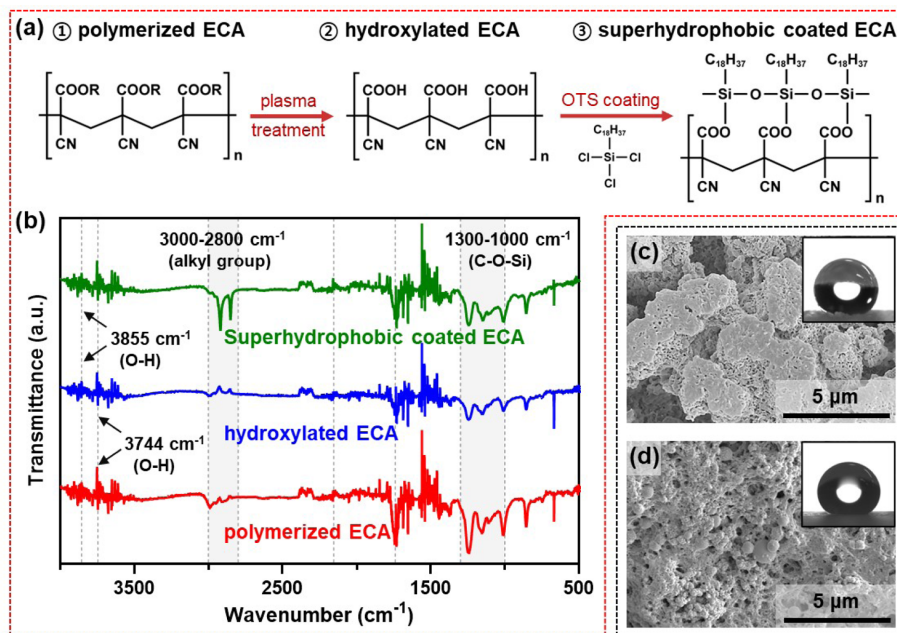 (a) ① polymerized ECA ② hydroxylated ECA ③ superhydrophobic coated ECA
COOR COOR COOR
CN CN CN
n
plasma
treatment
COOH COOH COOH
CN CN CN
n
OTS coating
C₁₈H₃₇
Cl Si Cl
Cl
C₁₈H₃₇ C₁₈H₃₇ C₁₈H₃₇
Si O Si O Si
COO COO COO
CN CN CN
n
(b)
3000-2800 cm⁻¹
(alkyl group)
1300-1000 cm⁻¹
(C-O-Si)
Superhydrophobic coated ECA
3855 cm⁻¹
(O-H)
hydroxylated ECA
3744 cm⁻¹
(O-H)
polymerized ECA
Transmittance (a.u.)
3500 2500 1500 500
Wavenumber (cm⁻¹)
(c)
5 µm
(d)
5 µm